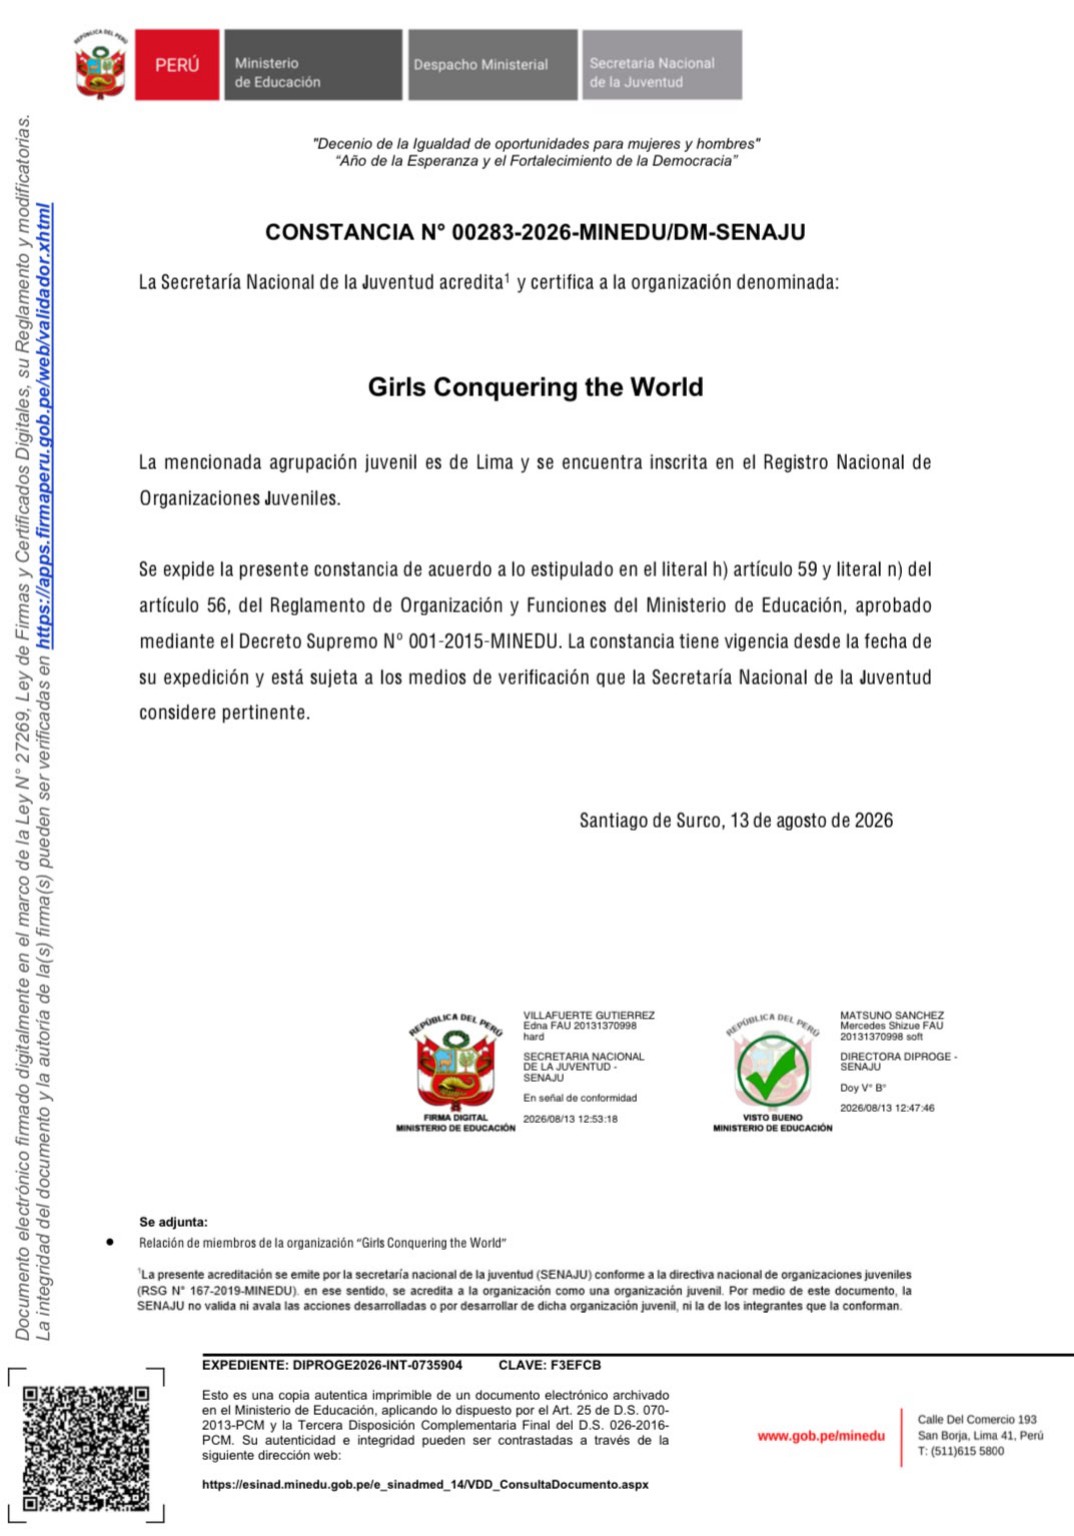 REPÚBLICA DEL PERÚ
PERÚ
Ministerio
de Educación
Despacho Ministerial
Secretaria Nacional
de la Juventud
"Decenio de la Igualdad de oportunidades para mujeres y hombres"
“Año de la Esperanza y el Fortalecimiento de la Democracia”
CONSTANCIA N° 00283-2026-MINEDU/DM-SENAJU
La Secretaría Nacional de la Juventud acredita¹ y certifica a la organización denominada:
Girls Conquering the World
La mencionada agrupación juvenil es de Lima y se encuentra inscrita en el Registro Nacional de
Organizaciones Juveniles.
Se expide la presente constancia de acuerdo a lo estipulado en el literal h) artículo 59 y literal n) del
artículo 56, del Reglamento de Organización y Funciones del Ministerio de Educación, aprobado
mediante el Decreto Supremo Nº 001-2015-MINEDU. La constancia tiene vigencia desde la fecha de
su expedición y está sujeta a los medios de verificación que la Secretaría Nacional de la Juventud
considere pertinente.
Santiago de Surco, 13 de agosto de 2026
REPÚBLICA DEL PERÚ
FIRMA DIGITAL
MINISTERIO DE EDUCACIÓN
VILLAFUERTE GUTIERREZ
Edna FAU 20131370998
hard
SECRETARIA NACIONAL
DE LA JUVENTUD -
SENAJU
En señal de conformidad
2026/08/13 12:53:18
REPÚBLICA DEL PERÚ
VISTO BUENO
MINISTERIO DE EDUCACIÓN
MATSUNO SANCHEZ
Mercedes Shizue FAU
20131370998 soft
DIRECTORA DIPROGE -
SENAJU
Doy V° B°
2026/08/13 12:47:46
Se adjunta:
● Relación de miembros de la organización “Girls Conquering the World”
¹La presente acreditación se emite por la secretaría nacional de la juventud (SENAJU) conforme a la directiva nacional de organizaciones juveniles
(RSG N° 167-2019-MINEDU). en ese sentido, se acredita a la organización como una organización juvenil. Por medio de este documento, la
SENAJU no valida ni avala las acciones desarrolladas o por desarrollar de dicha organización juvenil, ni la de los integrantes que la conforman.
EXPEDIENTE: DIPROGE2026-INT-0735904 CLAVE: F3EFCB
Esto es una copia autentica imprimible de un documento electrónico archivado
en el Ministerio de Educación, aplicando lo dispuesto por el Art. 25 de D.S. 070-
2013-PCM y la Tercera Disposición Complementaria Final del D.S. 026-2016-
PCM. Su autenticidad e integridad pueden ser contrastadas a través de la
siguiente dirección web:
https://esinad.minedu.gob.pe/e_sinadmed_14/VDD_ConsultaDocumento.aspx
www.gob.pe/minedu
Calle Del Comercio 193
San Borja, Lima 41, Perú
T: (511)615 5800
Documento electrónico firmado digitalmente en el marco de la Ley N° 27269, Ley de Firmas y Certificados Digitales, su Reglamento y modificatorias.
La integridad del documento y la autoría de la(s) firma(s) pueden ser verificadas en https://apps.firmaperu.gob.pe/web/validador.xhtml